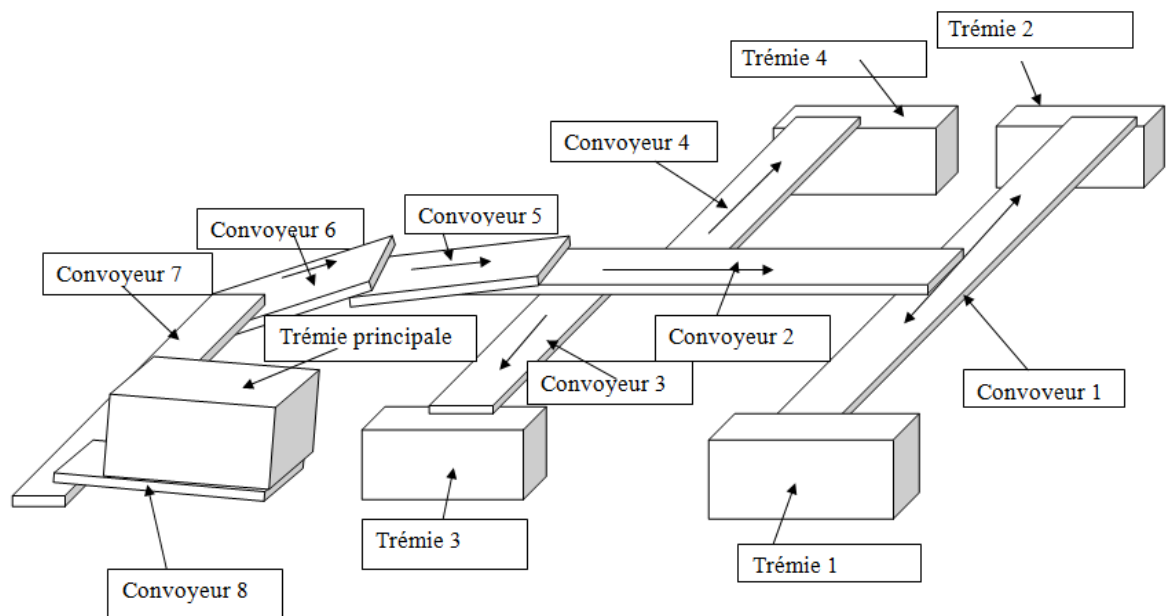 Trémie 2
Trémie 4
Convoyeur 4
Convoyeur 5
Convoyeur 6
Convoyeur 7
Trémie principale
Convoyeur 2
Convoyeur 3
Convoveur 1
Trémie 3
Trémie 1
Convoyeur 8